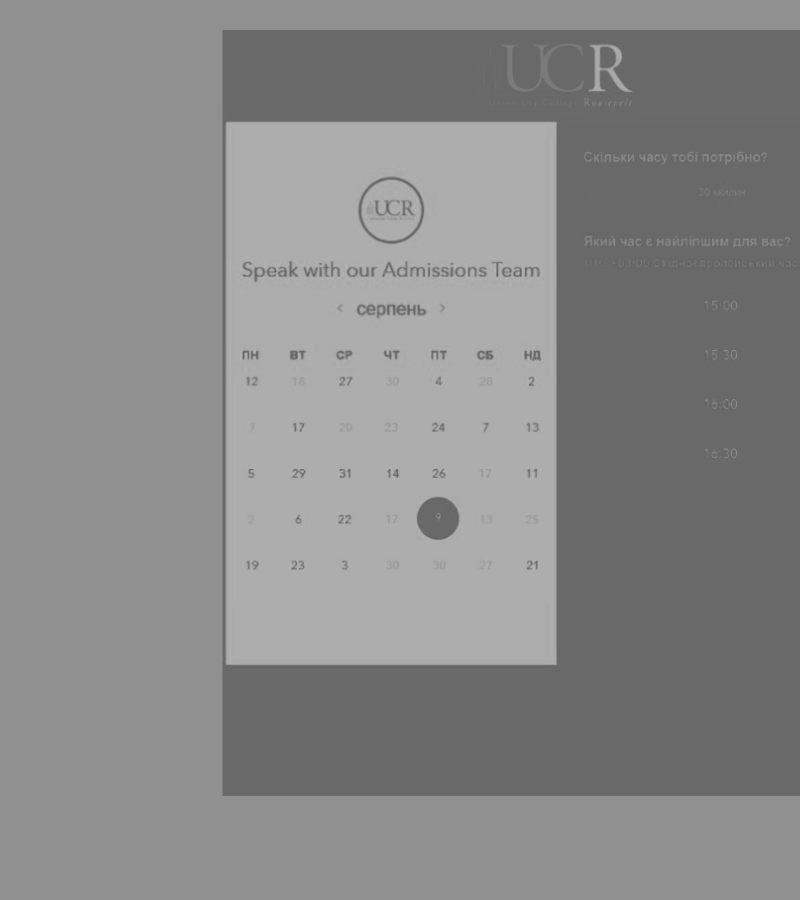 UCR
University College Roosevelt
UCR
Speak with our Admissions Team
< серпень >
ПН ВТ СР ЧТ ПТ СБ НД
12 18 27 30 4 28 2
7 17 20 23 24 7 13
5 29 31 14 26 17 11
2 6 22 17 9 13 25
19 23 3 30 30 27 21
Скільки часу тобі потрібно?
30 хвилин
Який час є найліпшим для вас?
Середньоєвропейський час
15:00
15:30
16:00
16:30